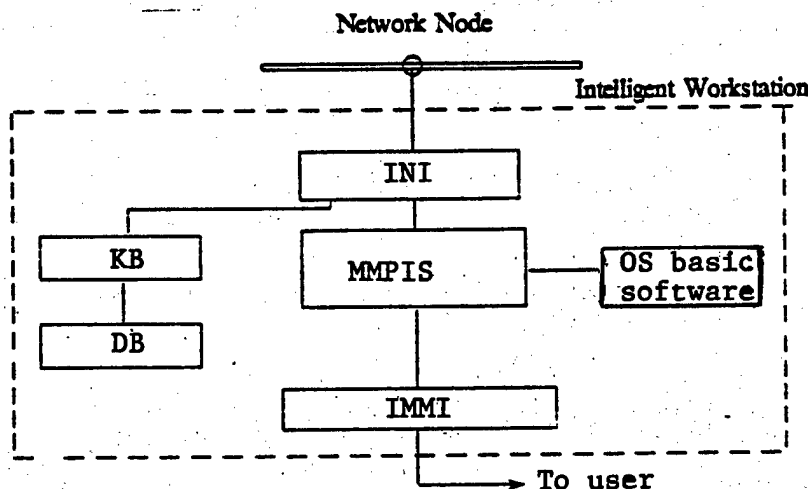 Network Node
Intelligent Workstation
INI
KB
MMPIS
OS basic
software
DB
IMMI
To user